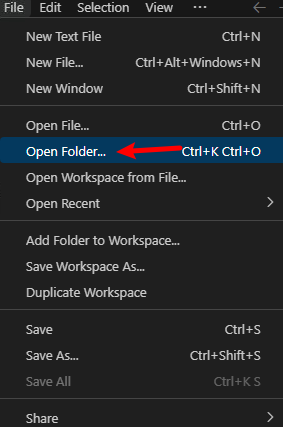 File Edit Selection View ···
New Text File Ctrl+N
New File... Ctrl+Alt+Windows+N
New Window Ctrl+Shift+N
Open File... Ctrl+O
Open Folder... Ctrl+K Ctrl+O
Open Workspace from File...
Open Recent
Add Folder to Workspace...
Save Workspace As...
Duplicate Workspace
Save Ctrl+S
Save As... Ctrl+Shift+S
Save All Ctrl+K S
Share